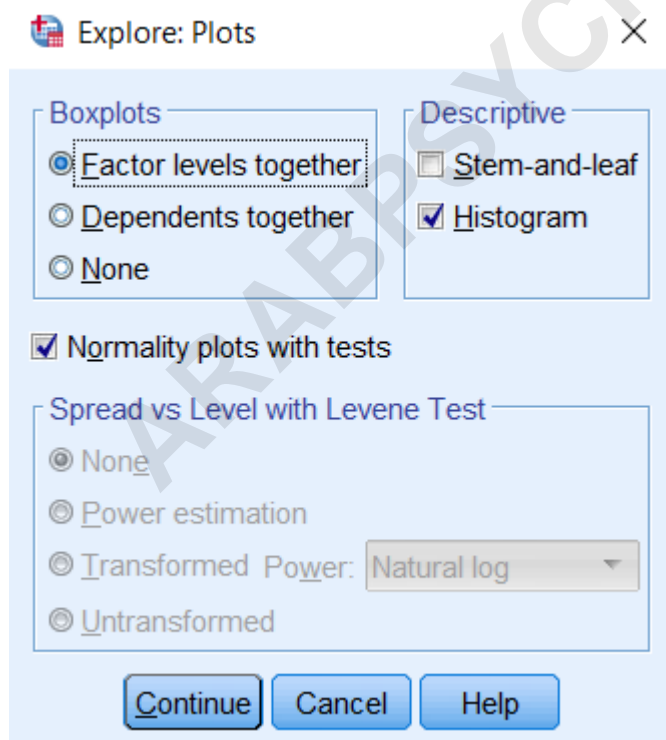 Explore: Plots
Boxplots
Factor levels together
Dependents together
None
Descriptive
Stem-and-leaf
Histogram
Normality plots with tests
Spread vs Level with Levene Test
None
Power estimation
Transformed Power: Natural log
Untransformed
Continue Cancel Help